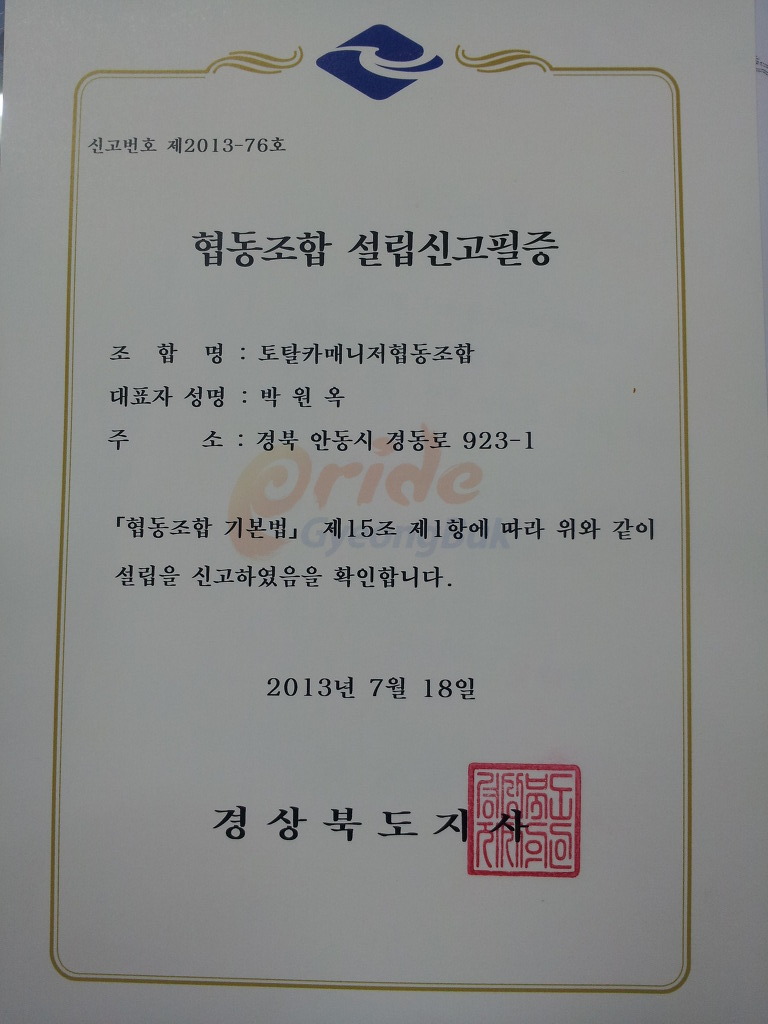 신고번호 제2013-76호
협동조합 설립신고필증
조 합 명 : 토탈카매니저협동조합
대표자 성명 : 박 원 옥
주 소 : 경북 안동시 경동로 923-1
Pride
GyeongBuk
「협동조합 기본법」 제15조 제1항에 따라 위와 같이
설립을 신고하였음을 확인합니다.
2013년 7월 18일
경 상 북 도 지 사